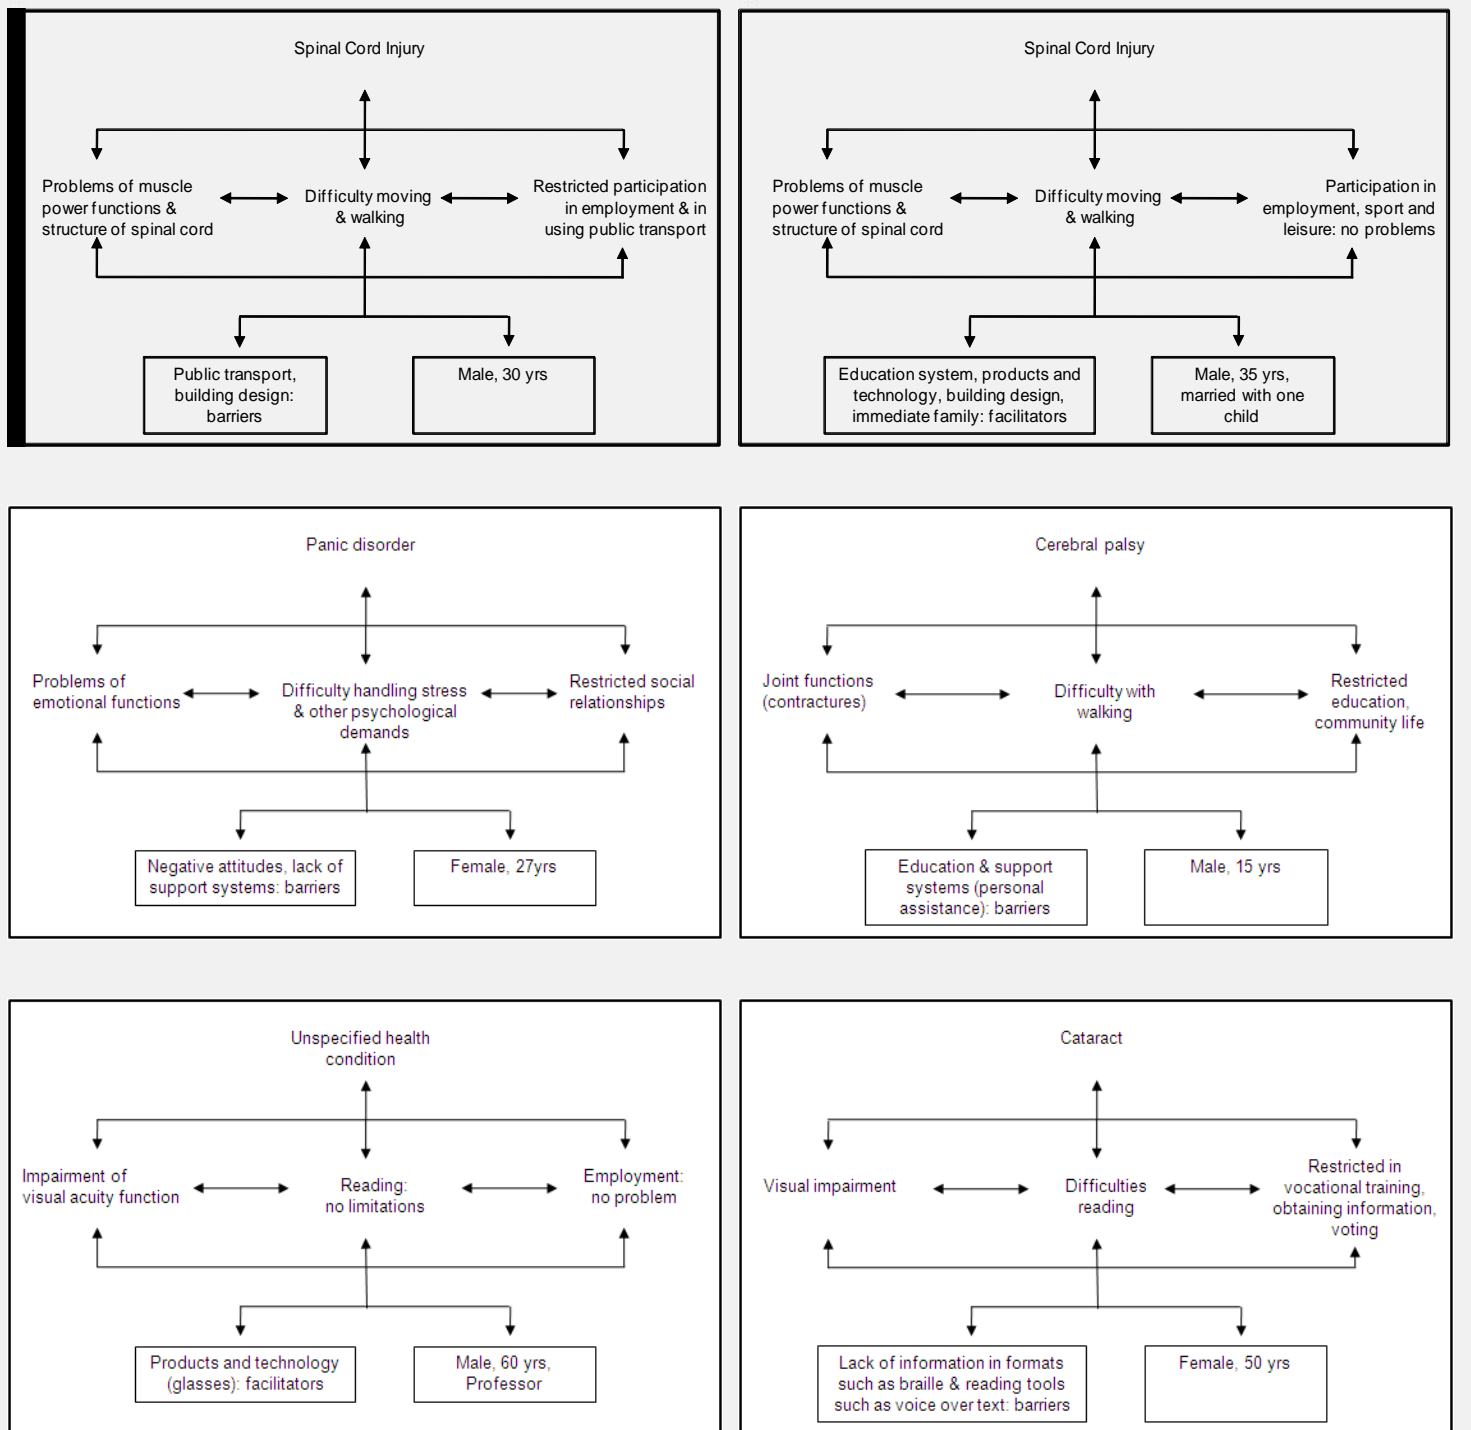 Spinal Cord Injury
Problems of muscle
power functions &
structure of spinal cord
Difficulty moving
& walking
Restricted participation
in employment & in
using public transport
Public transport,
building design:
barriers
Male, 30 yrs
Spinal Cord Injury
Problems of muscle
power functions &
structure of spinal cord
Difficulty moving
& walking
Participation in
employment, sport and
leisure: no problems
Education system, products and
technology, building design,
immediate family: facilitators
Male, 35 yrs,
married with one
child
Panic disorder
Problems of
emotional functions
Difficulty handling stress
& other psychological
demands
Restricted social
relationships
Negative attitudes, lack of
support systems: barriers
Female, 27yrs
Cerebral palsy
Joint functions
(contractures)
Difficulty with
walking
Restricted
education,
community life
Education & support
systems (personal
assistance): barriers
Male, 15 yrs
Unspecified health
condition
Impairment of
visual acuity function
Reading:
no limitations
Employment:
no problem
Products and technology
(glasses): facilitators
Male, 60 yrs,
Professor
Cataract
Visual impairment
Difficulties
reading
Restricted in
vocational training,
obtaining information,
voting
Lack of information in formats
such as braille & reading tools
such as voice over text: barriers
Female, 50 yrs